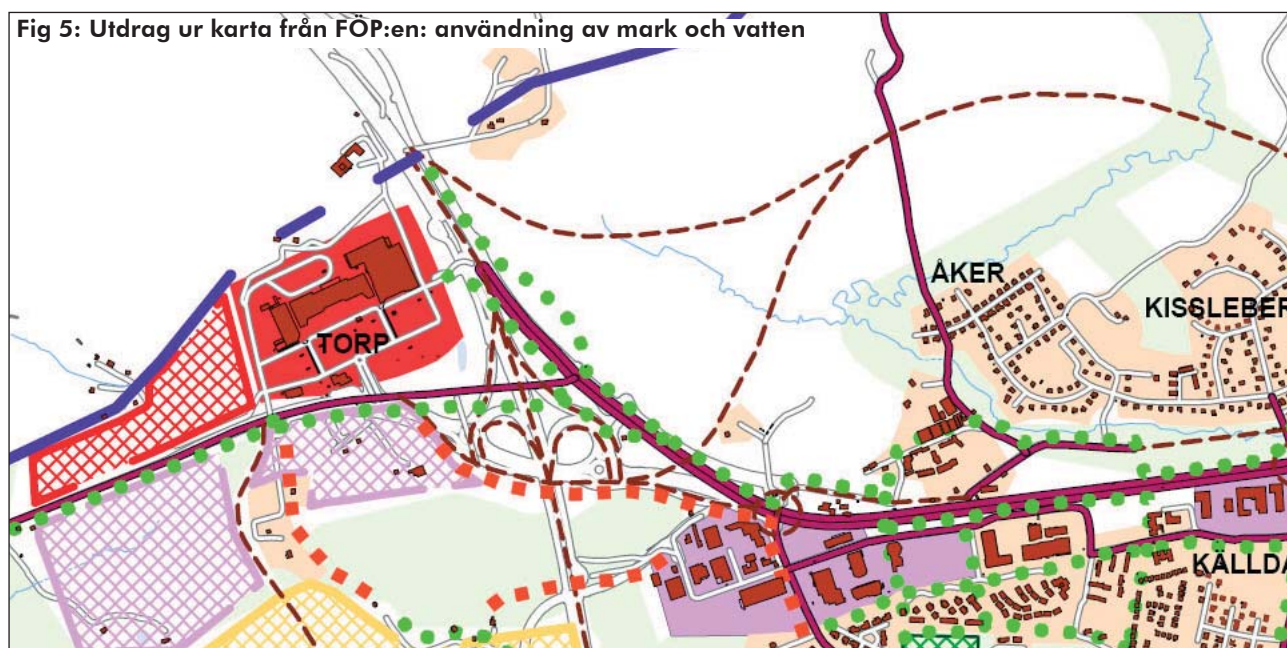 Fig 5: Utdrag ur karta från FÖP:en: användning av mark och vatten
ÅKER
KISSLEBER
TORP
KÄLLDA